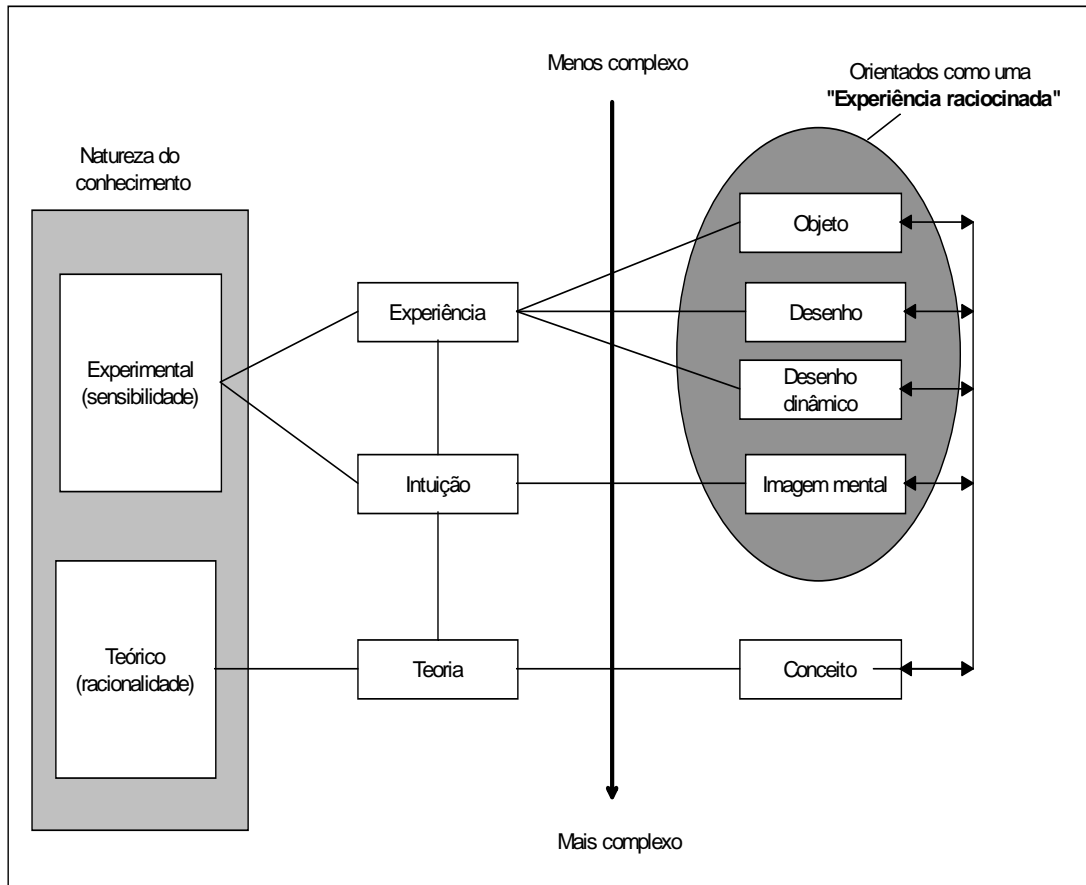 Menos complexo
Orientados como uma
"Experiência raciocinada"
Natureza do
conhecimento
Objeto
Experiência
Desenho
Experimental
(sensibilidade)
Desenho
dinâmico
Intuição
Imagem mental
Teórico
(racionalidade)
Teoria
Conceito
Mais complexo